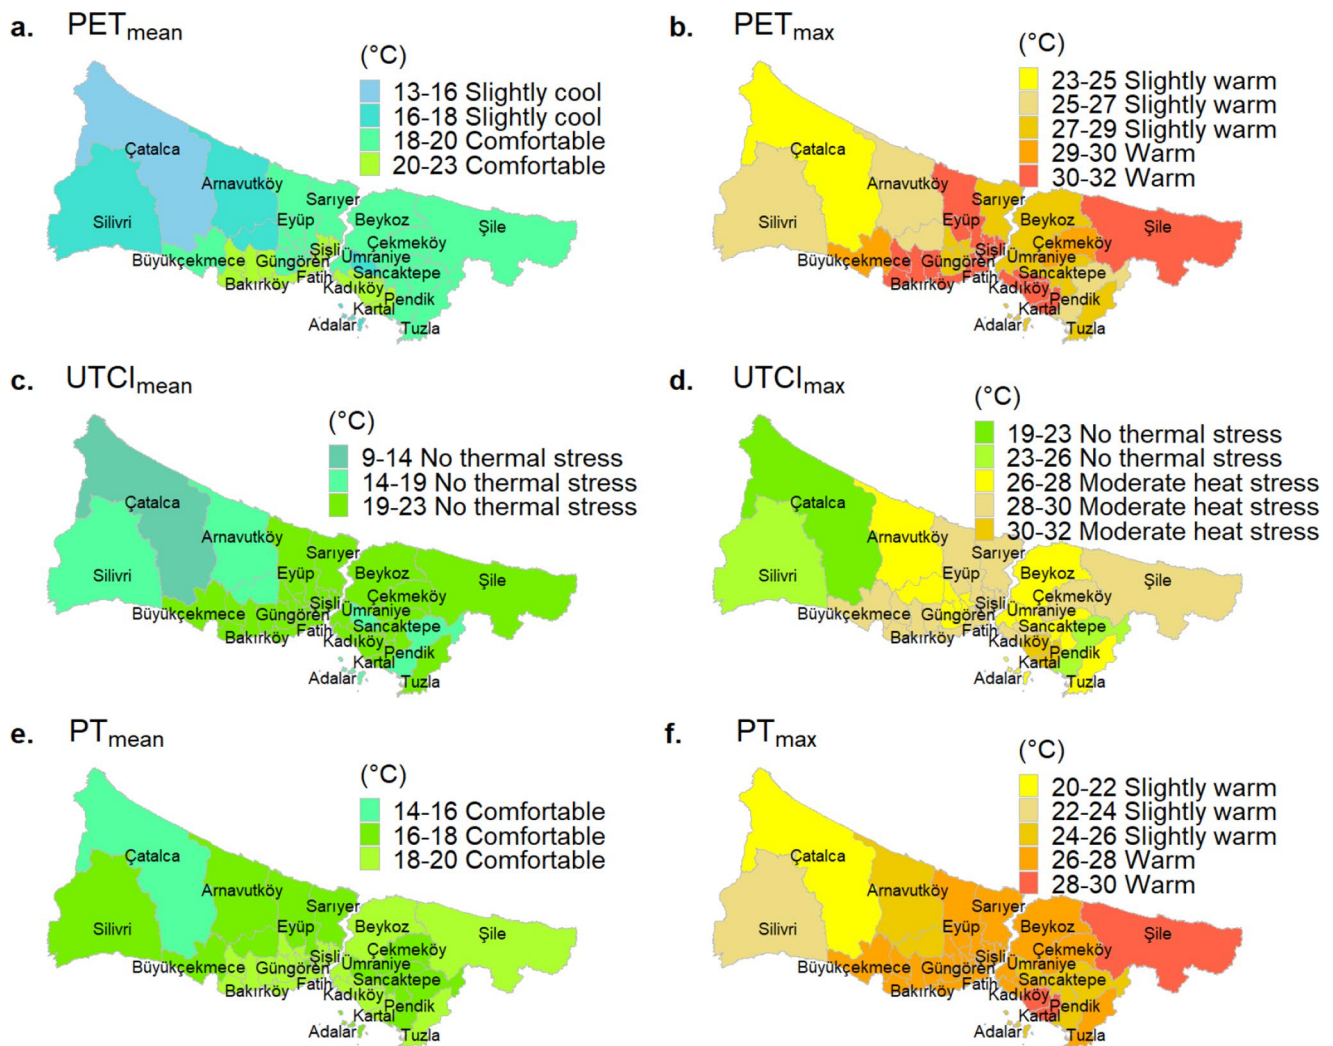 a. PETmean
(°C)
13-16 Slightly cool
16-18 Slightly cool
18-20 Comfortable
20-23 Comfortable
Çatalca
Arnavutköy
Silivri
Sarıyer
Eyüp
Beykoz
Şile
Çekmeköy
Şişli
Büyükçekmece
Güngören
Ümraniye
Sancaktepe
Bakırköy
Fatih
Kadıköy
Pendik
Kartal
Adalar
Tuzla
b. PETmax
(°C)
23-25 Slightly warm
25-27 Slightly warm
27-29 Slightly warm
29-30 Warm
30-32 Warm
Çatalca
Arnavutköy
Silivri
Sarıyer
Eyüp
Beykoz
Şile
Çekmeköy
Şişli
Büyükçekmece
Güngören
Ümraniye
Sancaktepe
Bakırköy
Fatih
Kadıköy
Pendik
Kartal
Adalar
Tuzla
c. UTCImean
(°C)
9-14 No thermal stress
14-19 No thermal stress
19-23 No thermal stress
Çatalca
Arnavutköy
Silivri
Sarıyer
Eyüp
Beykoz
Şile
Çekmeköy
Şişli
Büyükçekmece
Güngören
Ümraniye
Sancaktepe
Bakırköy
Fatih
Kadıköy
Pendik
Kartal
Adalar
Tuzla
d. UTCImax
(°C)
19-23 No thermal stress
23-26 No thermal stress
26-28 Moderate heat stress
28-30 Moderate heat stress
30-32 Moderate heat stress
Çatalca
Arnavutköy
Silivri
Sarıyer
Eyüp
Beykoz
Şile
Çekmeköy
Şişli
Büyükçekmece
Güngören
Ümraniye
Sancaktepe
Bakırköy
Fatih
Kadıköy
Pendik
Kartal
Adalar
Tuzla
e. PTmean
(°C)
14-16 Comfortable
16-18 Comfortable
18-20 Comfortable
Çatalca
Arnavutköy
Silivri
Sarıyer
Eyüp
Beykoz
Şile
Çekmeköy
Şişli
Büyükçekmece
Güngören
Ümraniye
Sancaktepe
Bakırköy
Fatih
Kadıköy
Pendik
Kartal
Adalar
Tuzla
f. PTmax
(°C)
20-22 Slightly warm
22-24 Slightly warm
24-26 Slightly warm
26-28 Warm
28-30 Warm
Çatalca
Arnavutköy
Silivri
Sarıyer
Eyüp
Beykoz
Şile
Çekmeköy
Şişli
Büyükçekmece
Güngören
Ümraniye
Sancaktepe
Bakırköy
Fatih
Kadıköy
Pendik
Kartal
Adalar
Tuzla